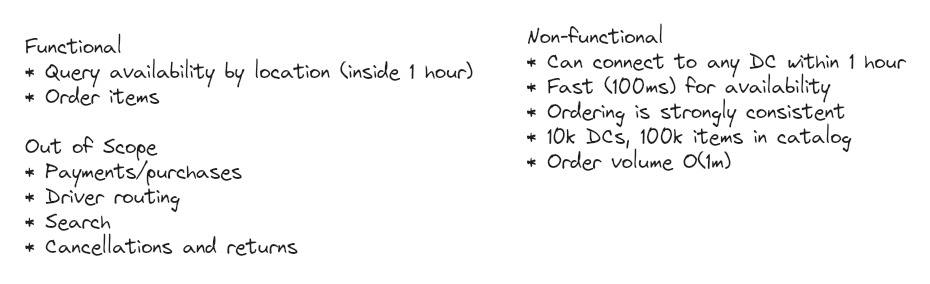 Functional
* Query availability by location (inside 1 hour)
* Order items
Out of Scope
* Payments/purchases
* Driver routing
* Search
* Cancellations and returns
Non-functional
* Can connect to any DC within 1 hour
* Fast (100ms) for availability
* Ordering is strongly consistent
* 10k DCs, 100k items in catalog
* Order volume O(1m)